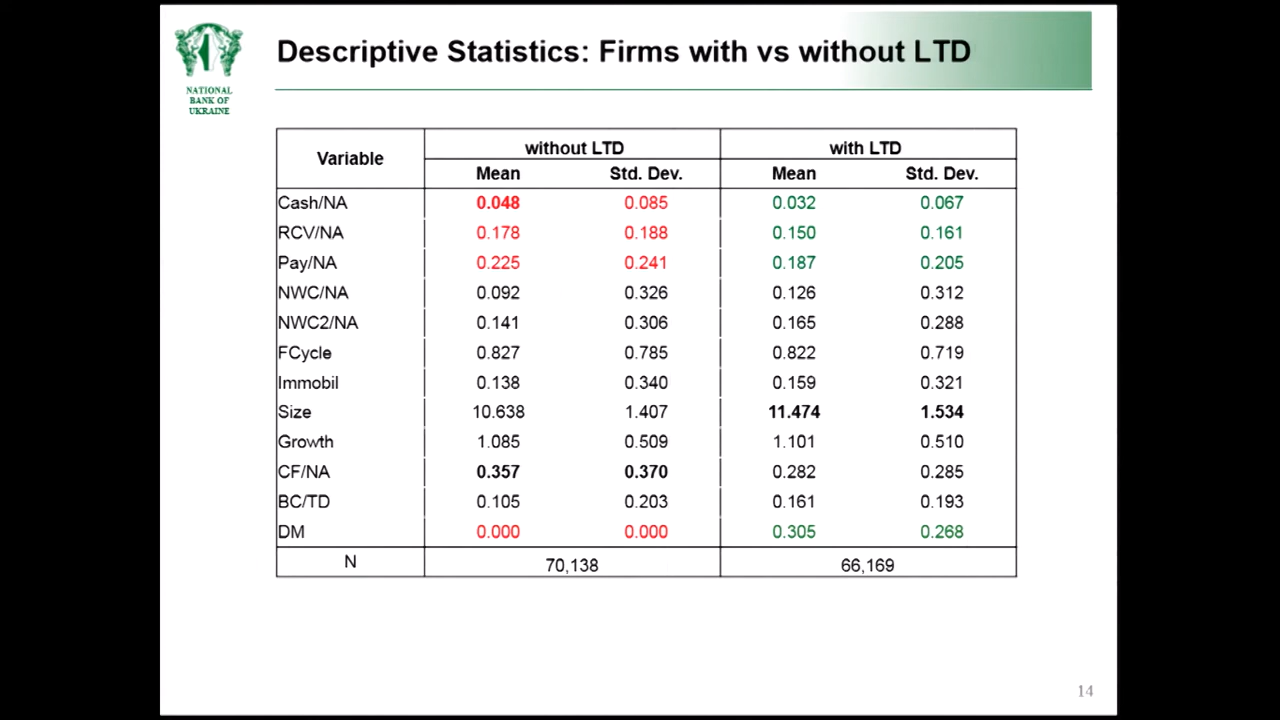 NATIONAL
BANK OF
UKRAINE
Descriptive Statistics: Firms with vs without LTD
Variable without LTD with LTD
Mean Std. Dev. Mean Std. Dev.
Cash/NA 0.048 0.085 0.032 0.067
RCV/NA 0.178 0.188 0.150 0.161
Pay/NA 0.225 0.241 0.187 0.205
NWC/NA 0.092 0.326 0.126 0.312
NWC2/NA 0.141 0.306 0.165 0.288
FCycle 0.827 0.785 0.822 0.719
Immobil 0.138 0.340 0.159 0.321
Size 10.638 1.407 11.474 1.534
Growth 1.085 0.509 1.101 0.510
CF/NA 0.357 0.370 0.282 0.285
BC/TD 0.105 0.203 0.161 0.193
DM 0.000 0.000 0.305 0.268
N 70,138 66,169
14